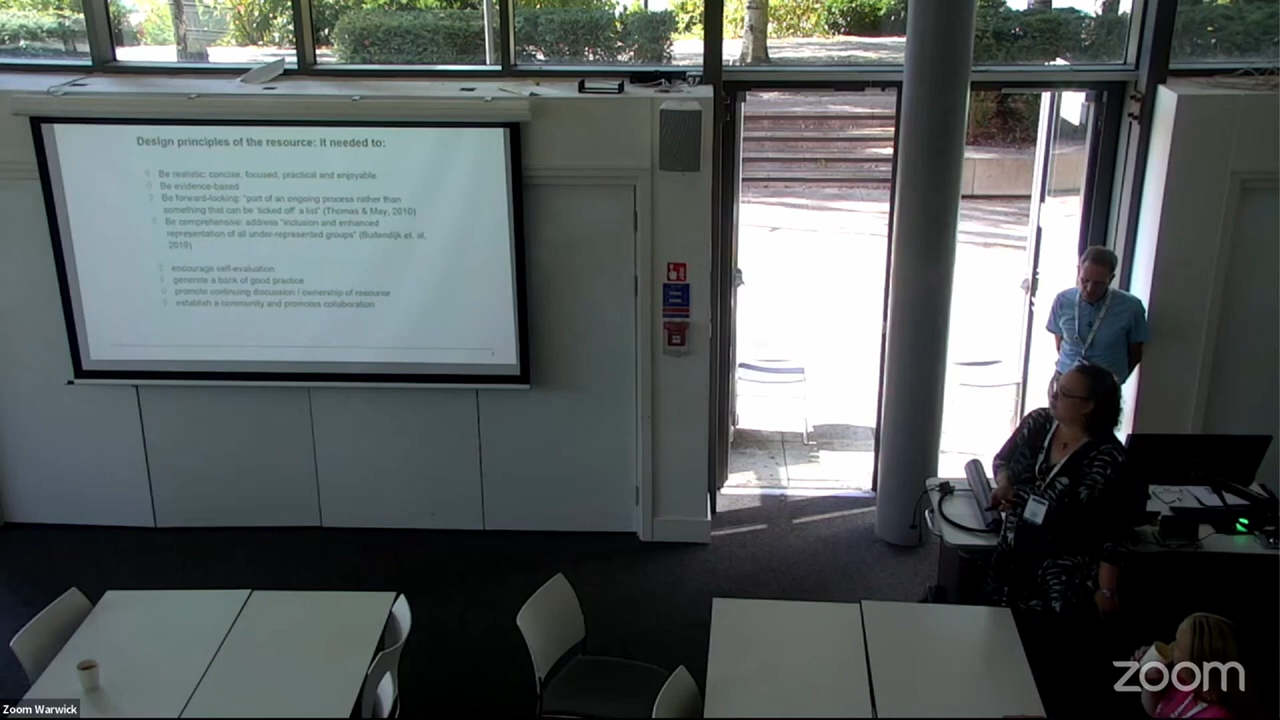 Design principles of the resource: it needed to:
Be realistic: concise, focused, practical and enjoyable
Be evidence-based
Be forward-looking: "part of an ongoing process rather than
something that can be 'ticked off' a list" (Thomas & May, 2010)
Be comprehensive: address "inclusion and enhanced
representation of all under-represented groups" (Buitendijk et. al,
2019)
encourage self-evaluation
generate a bank of good practice
promote continuing discussion / ownership of resource
establish a community and promotes collaboration
zoom
Zoom Warwick